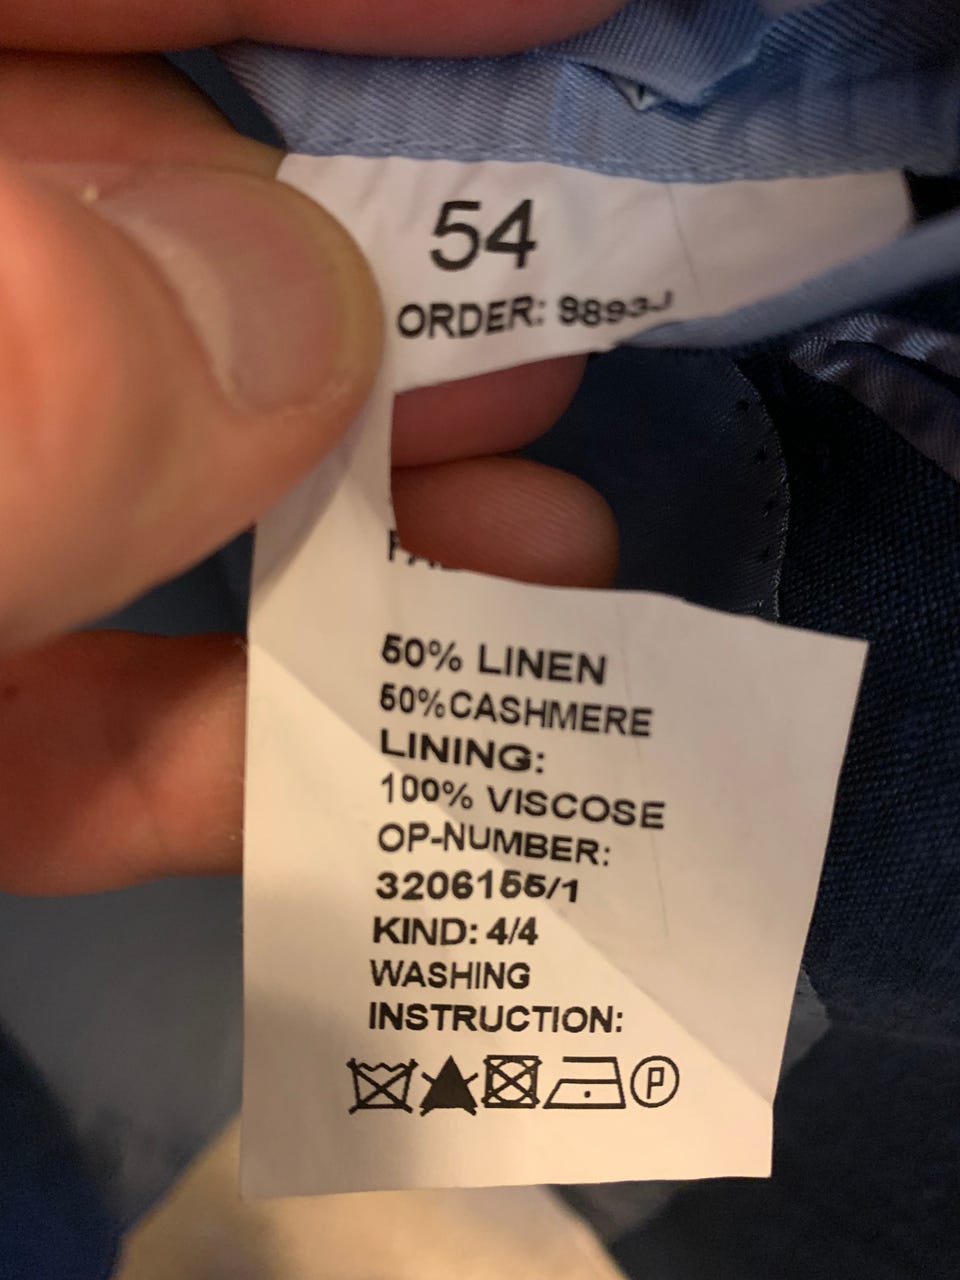 54
ORDER: 9893J
50% LINEN
50%CASHMERE
LINING:
100% VISCOSE
OP-NUMBER:
3206155/1
KIND: 4/4
WASHING
INSTRUCTION:
P